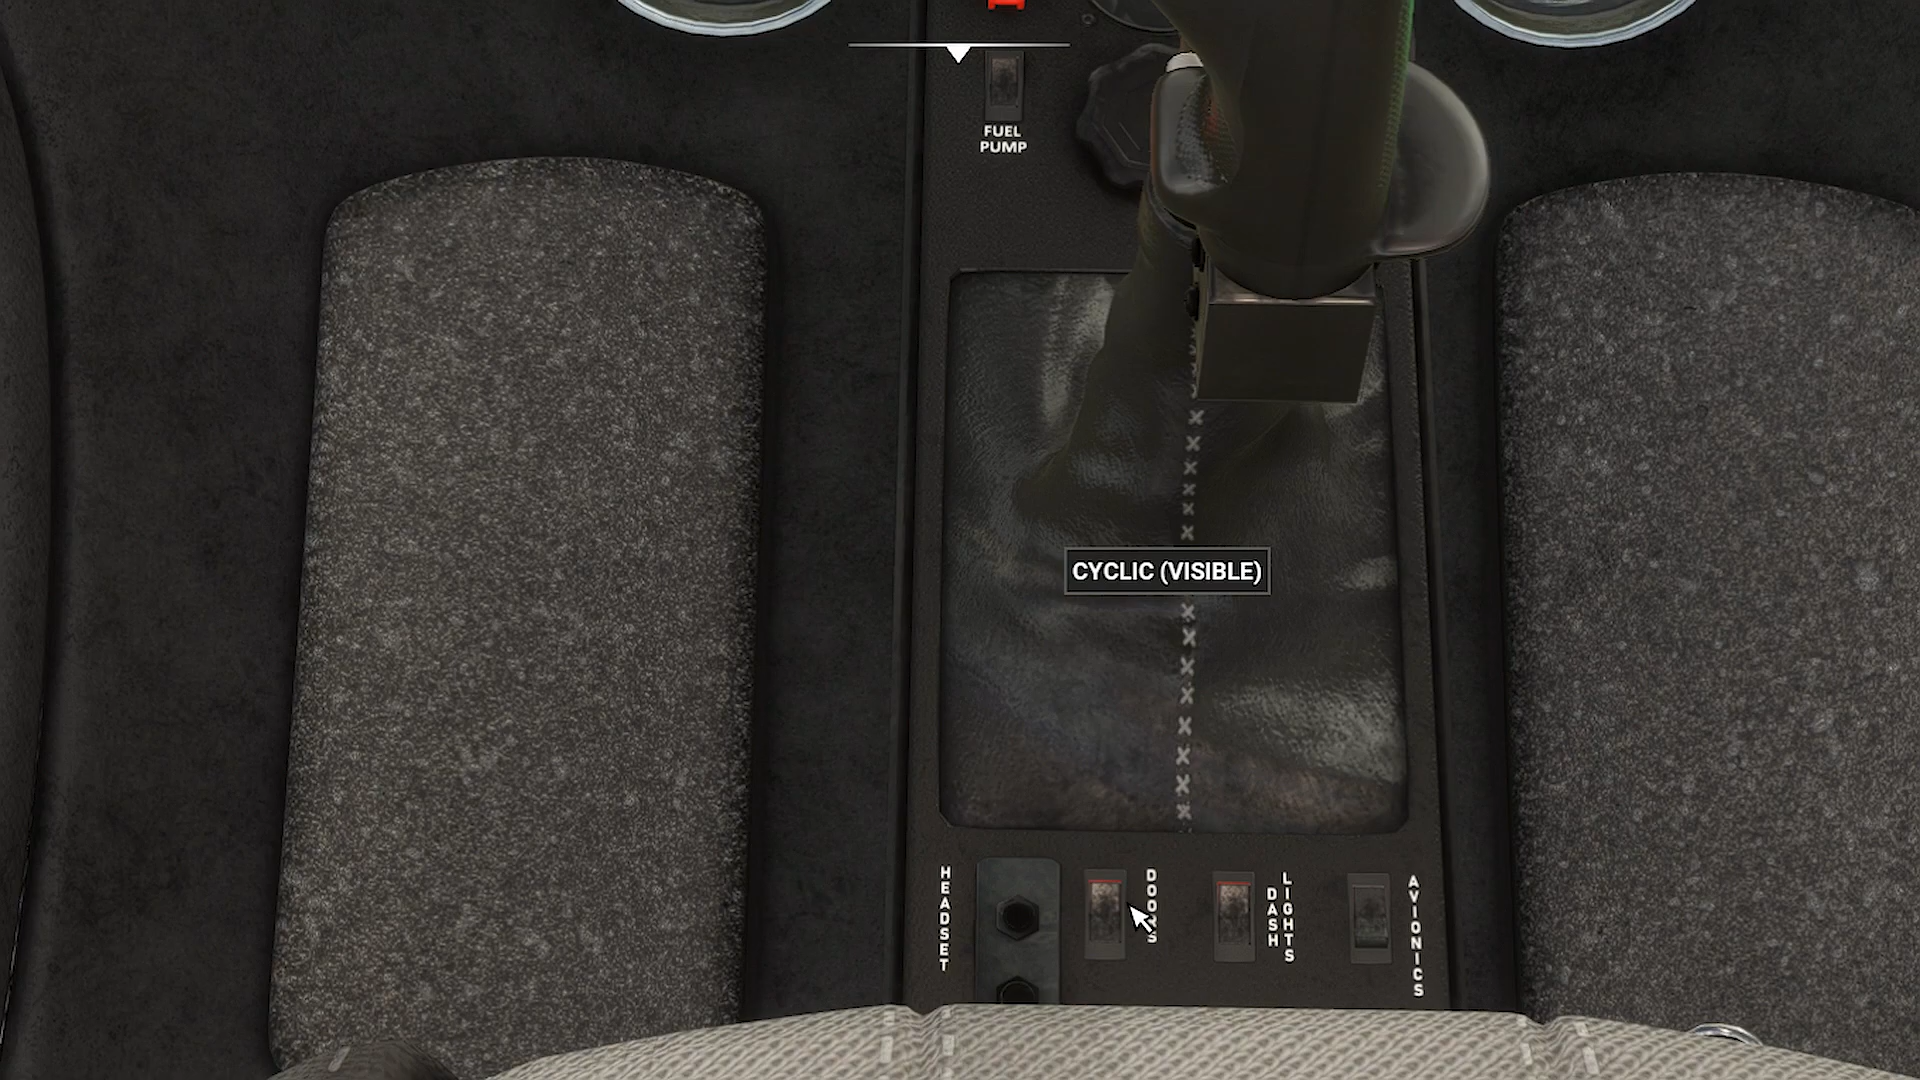 FUEL
PUMP
CYCLIC (VISIBLE)
HEADSET
DOORS
DASH
LIGHTS
AVIONICS